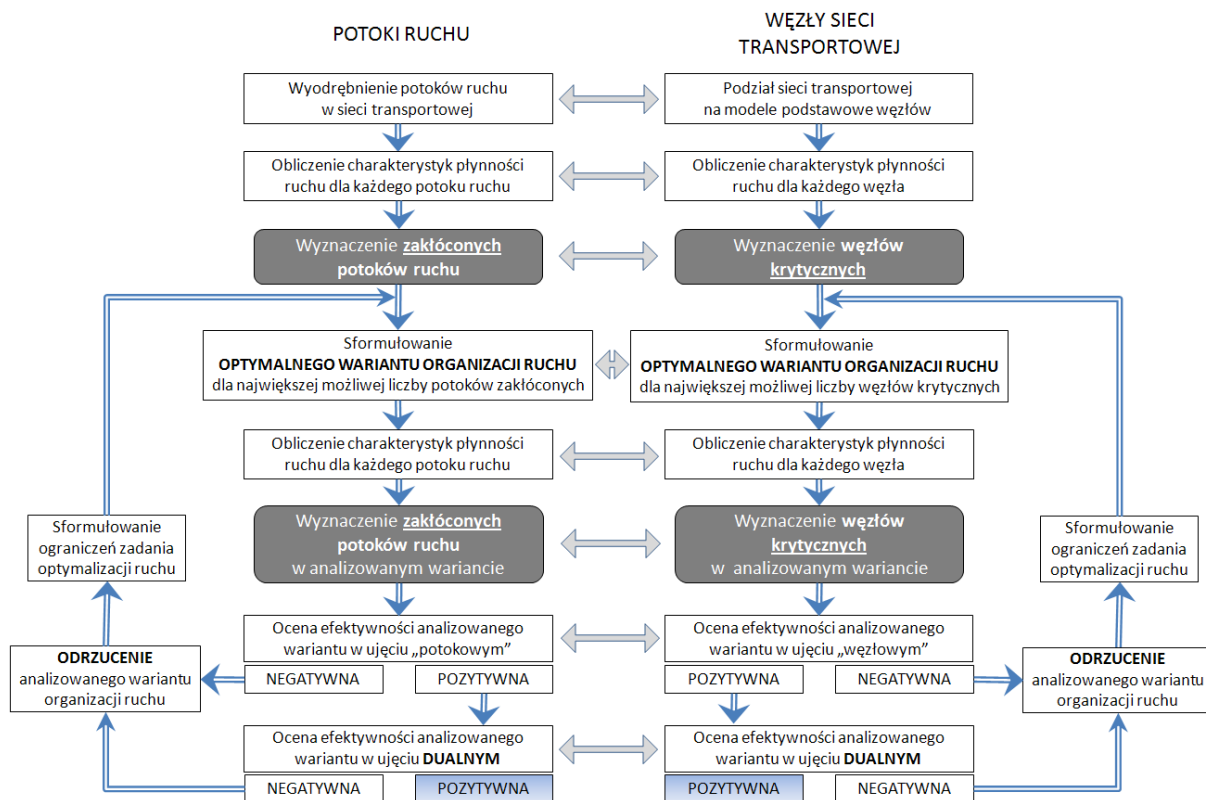 POTOKI RUCHU
WĘZŁY SIECI
TRANSPORTOWEJ
Wyodrębnienie potoków ruchu
w sieci transportowej
Podział sieci transportowej
na modele podstawowe węzłów
Obliczenie charakterystyk płynności
ruchu dla każdego potoku ruchu
Obliczenie charakterystyk płynności
ruchu dla każdego węzła
Wyznaczenie zakłóconych
potoków ruchu
Wyznaczenie węzłów
krytycznych
Sformułowanie
OPTYMALNEGO WARIANTU ORGANIZACJI RUCHU
dla największej możliwej liczby potoków zakłóconych
Sformułowanie
OPTYMALNEGO WARIANTU ORGANIZACJI RUCHU
dla największej możliwej liczby węzłów krytycznych
Obliczenie charakterystyk płynności
ruchu dla każdego potoku ruchu
Obliczenie charakterystyk płynności
ruchu dla każdego węzła
Wyznaczenie zakłóconych
potoków ruchu
w analizowanym wariancie
Wyznaczenie węzłów
krytycznych
w analizowanym wariancie
Sformułowanie
ograniczeń zadania
optymalizacji ruchu
Sformułowanie
ograniczeń zadania
optymalizacji ruchu
Ocena efektywności analizowanego
wariantu w ujęciu „potokowym”
NEGATYWNA
POZYTYWNA
Ocena efektywności analizowanego
wariantu w ujęciu „węzłowym”
POZYTYWNA
NEGATYWNA
ODRZUCENIE
analizowanego wariantu
organizacji ruchu
ODRZUCENIE
analizowanego wariantu
organizacji ruchu
Ocena efektywności analizowanego
wariantu w ujęciu DUALNYM
NEGATYWNA
POZYTYWNA
Ocena efektywności analizowanego
wariantu w ujęciu DUALNYM
POZYTYWNA
NEGATYWNA